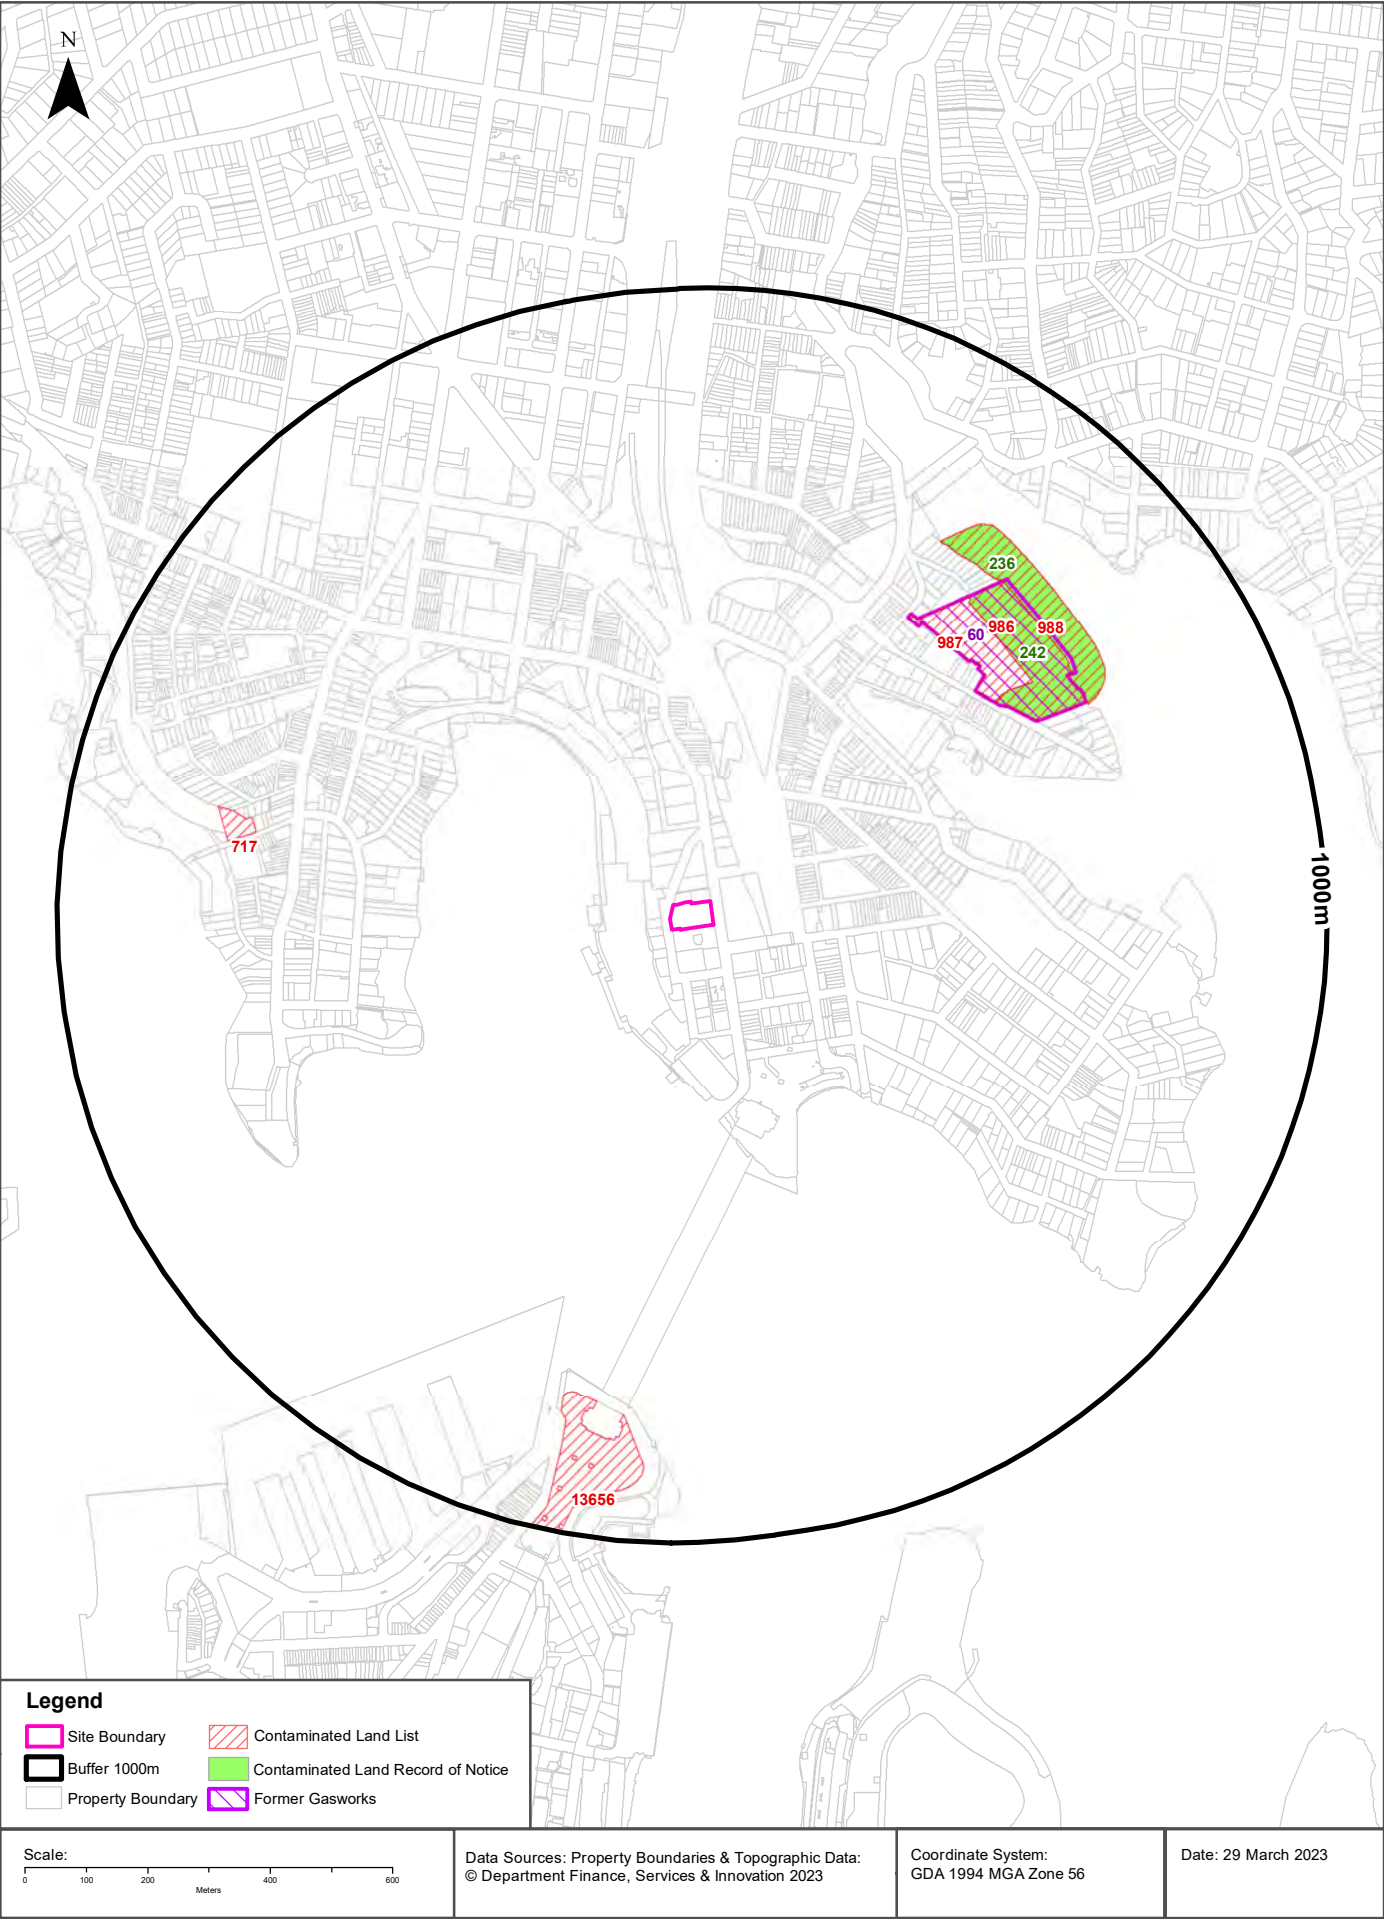 N
236
987
60
986
988
242
717
1000m
13656
Legend
Site Boundary
Contaminated Land List
Buffer 1000m
Contaminated Land Record of Notice
Property Boundary
Former Gasworks
Scale:
0 100 200 400 600
Meters
Data Sources: Property Boundaries & Topographic Data:
© Department Finance, Services & Innovation 2023
Coordinate System:
GDA 1994 MGA Zone 56
Date: 29 March 2023